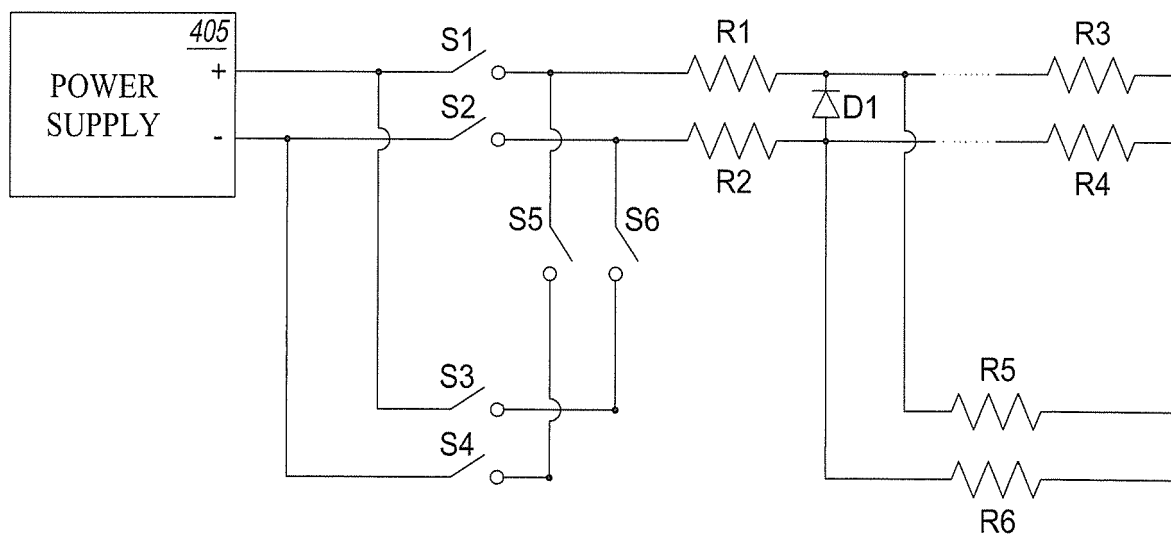 405
POWER
SUPPLY
+
-
S1
S2
S3
S4
S5
S6
R1
R2
D1
R3
R4
R5
R6